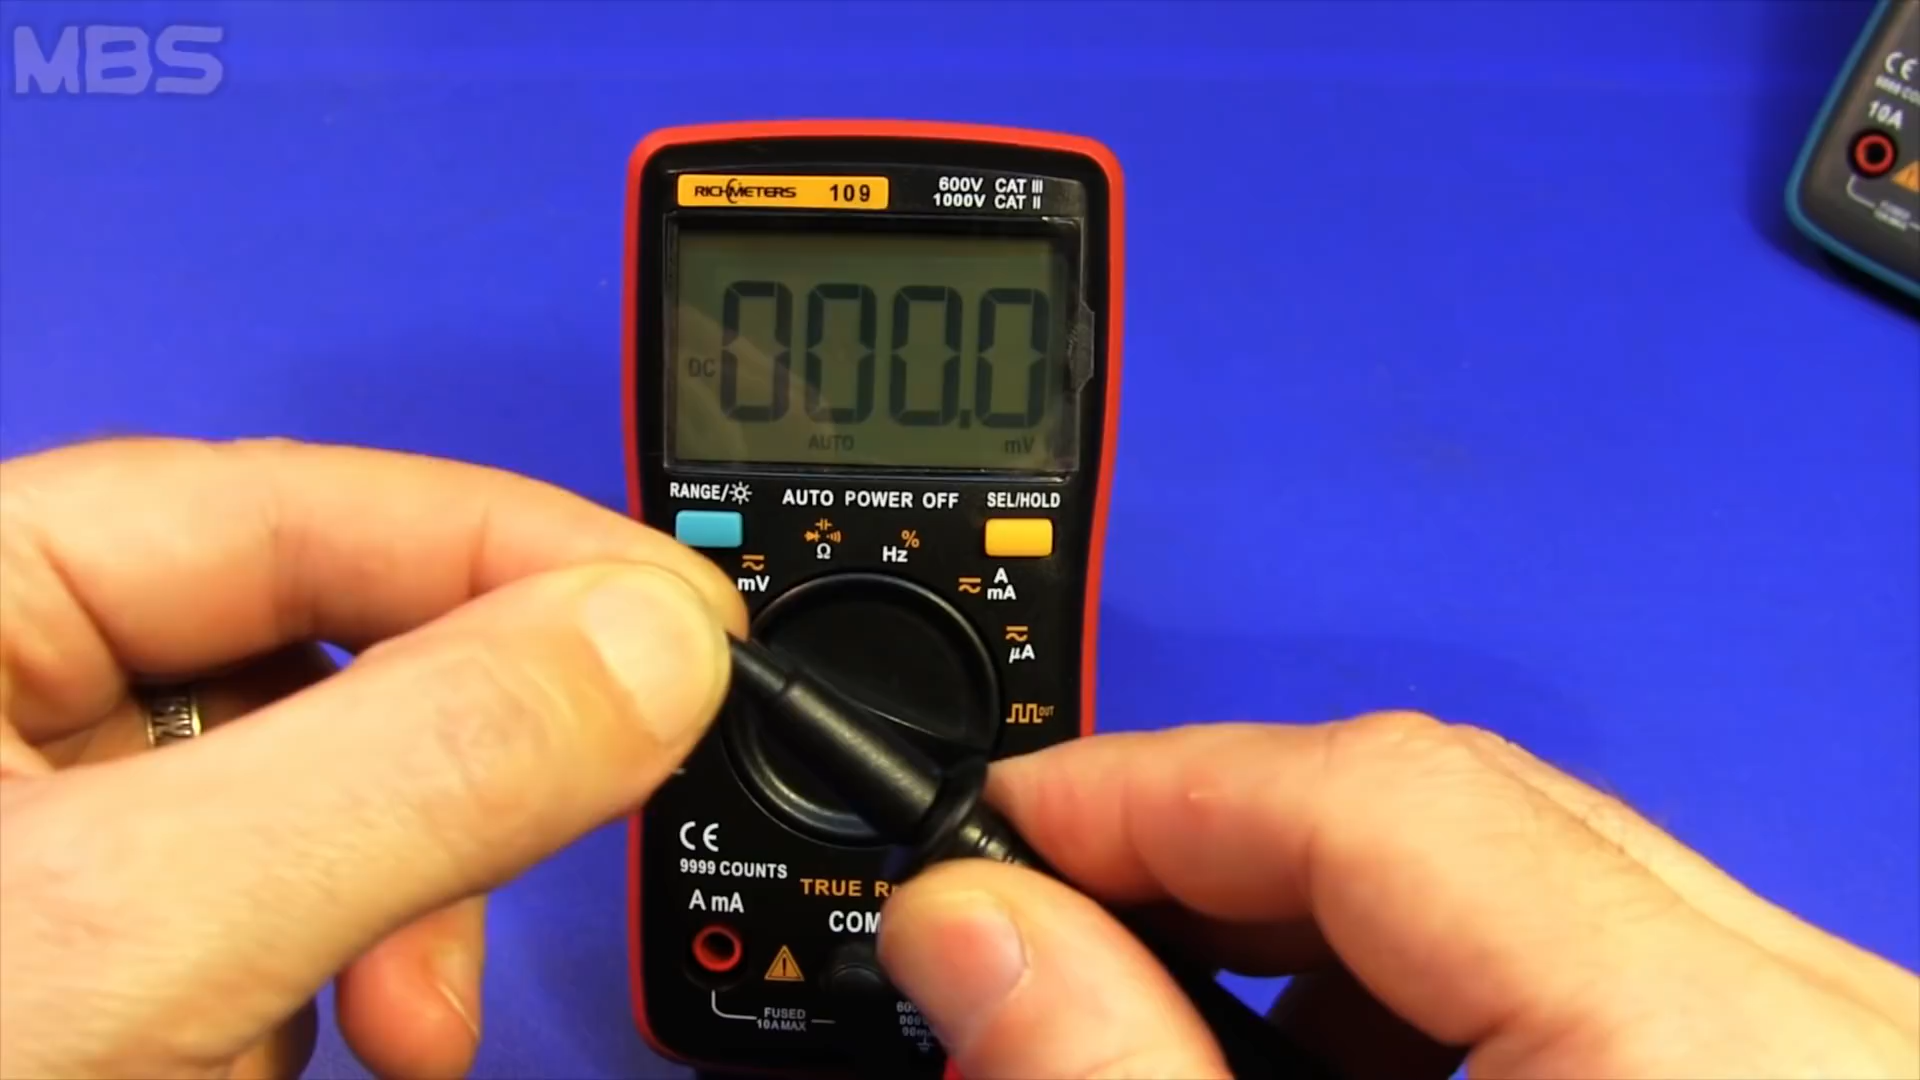 MBS
RICHMETERS 109
600V CAT III
1000V CAT II
DC
000.0
AUTO
mV
RANGE/
AUTO POWER OFF
SEL/HOLD
mV
Ω
Hz
%
A
mA
µA
OUT
CE
9999 COUNTS
TRUE R
A mA
COM
FUSED
10A MAX
CE
10A